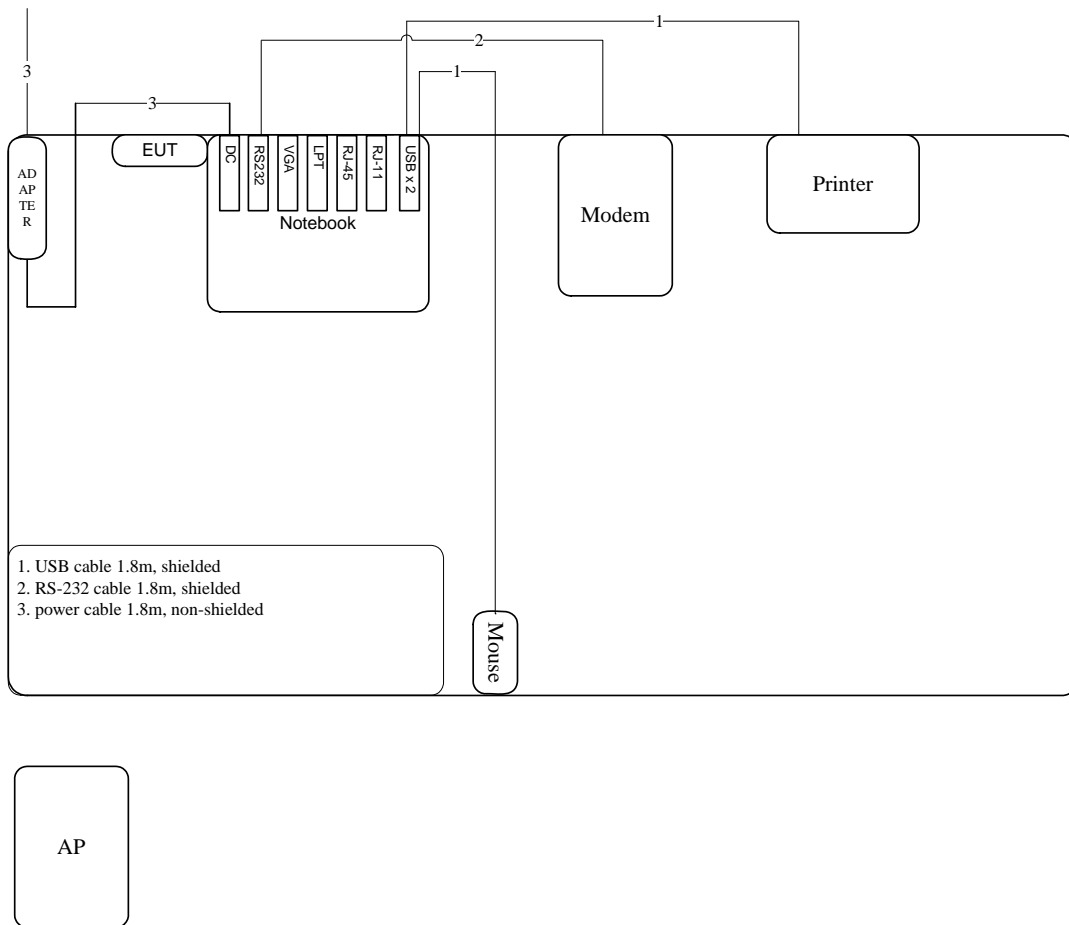 1
2
1
3
3
EUT
AD
AP
TE
R
DC
RS232
VGA
LPT
RJ-45
RJ-11
USB x 2
Notebook
Modem
Printer
1. USB cable 1.8m, shielded
2. RS-232 cable 1.8m, shielded
3. power cable 1.8m, non-shielded
Mouse
AP